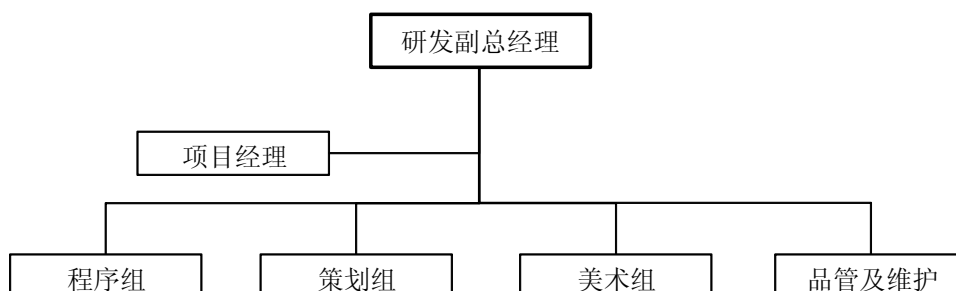 研发副总经理
项目经理
程序组
策划组
美术组
品管及维护